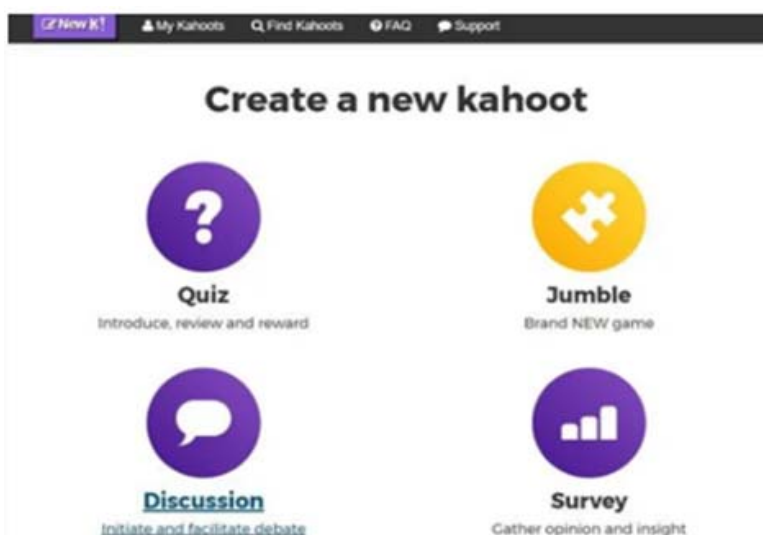 New K!
My Kahoots
Find Kahoots
FAQ
Support
Create a new kahoot
Quiz
Introduce, review and reward
Jumble
Brand NEW game
Discussion
Initiate and facilitate debate
Survey
Gather opinion and insight